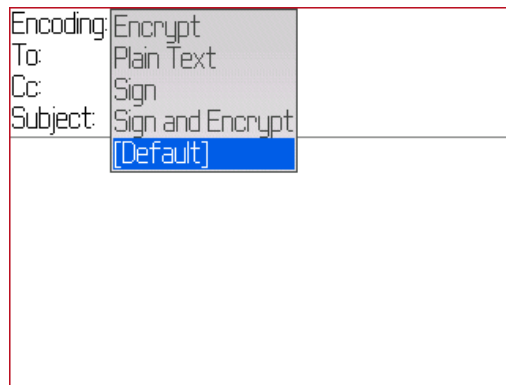 Encoding: Encrypt
To: Plain Text
Cc: Sign
Subject: Sign and Encrypt
[Default]